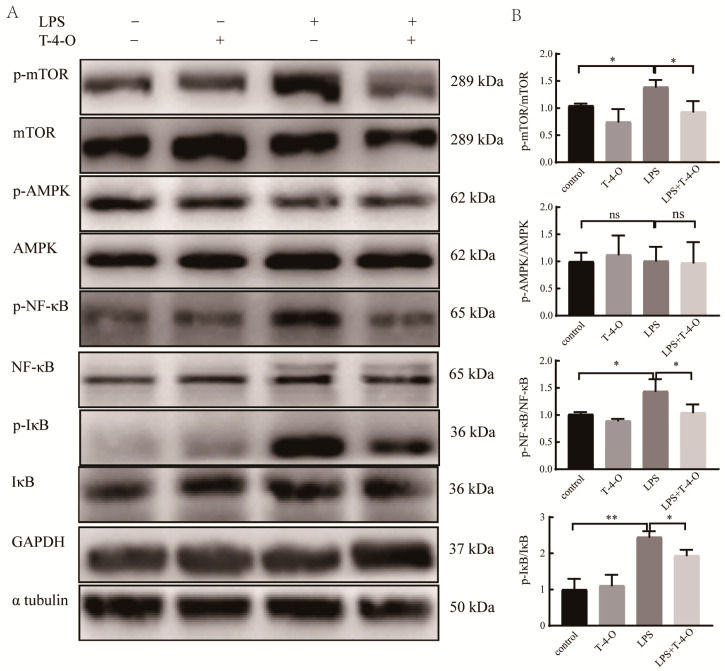 A
LPS − − + +
T-4-O − + − +
p-mTOR 289 kDa
mTOR 289 kDa
p-AMPK 62 kDa
AMPK 62 kDa
p-NF-κB 65 kDa
NF-κB 65 kDa
p-IκB 36 kDa
IκB 36 kDa
GAPDH 37 kDa
α tubulin 50 kDa
B
p-mTOR/mTOR
2.0
1.5
1.0
0.5
0.0
* *
control T-4-O LPS LPS+T-4-O
p-AMPK/AMPK
2.0
1.5
1.0
0.5
0.0
ns ns
control T-4-O LPS LPS+T-4-O
p-NF-κB/NF-κB
2.0
1.5
1.0
0.5
0.0
* *
control T-4-O LPS LPS+T-4-O
p-IκB/IκB
3
2
1
0
** *
control T-4-O LPS LPS+T-4-O